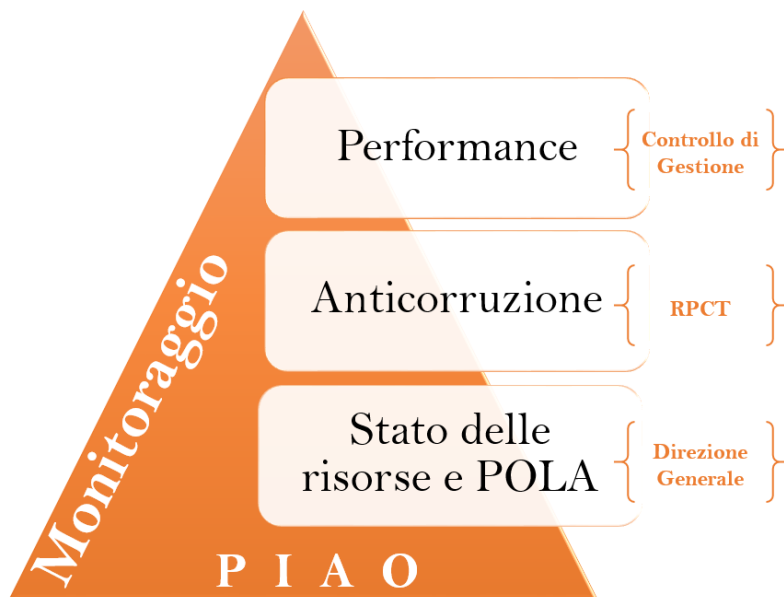 Performance
Controllo di
Gestione
Anticorruzione
RPCT
Stato delle
risorse e POLA
Direzione
Generale
Monitoraggio
P I A O